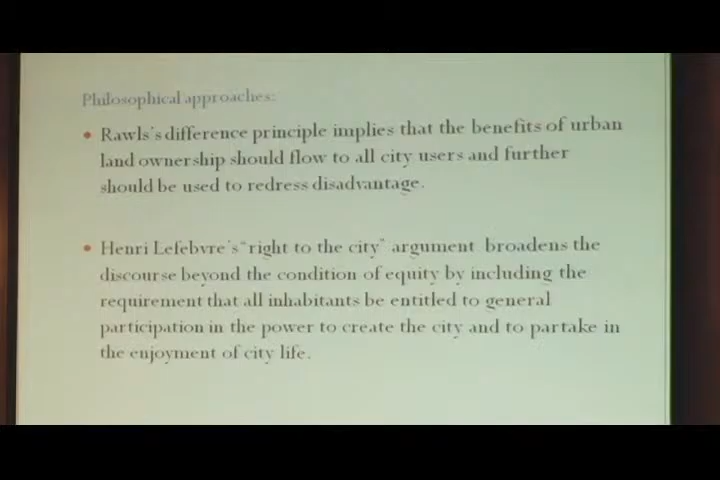 Philosophical approaches:
• Rawls's difference principle implies that the benefits of urban
land ownership should flow to all city users and further
should be used to redress disadvantage.
• Henri Lefebvre's "right to the city" argument broadens the
discourse beyond the condition of equity by including the
requirement that all inhabitants be entitled to general
participation in the power to create the city and to partake in
the enjoyment of city life.